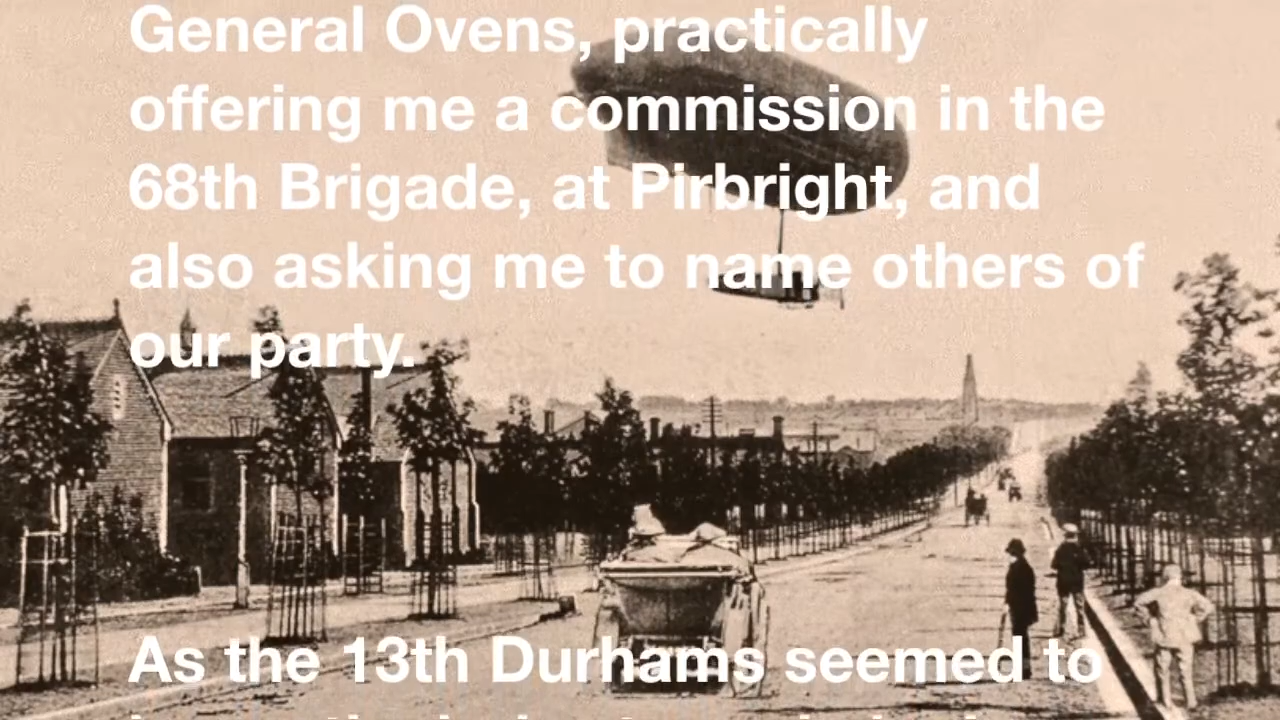 General Ovens, practically
offering me a commission in the
68th Brigade, at Pirbright, and
also asking me to name others of
our party.
As the 13th Durhams seemed to